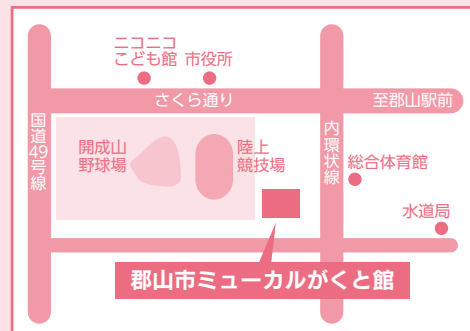 ニコニコ
こども館
市役所
さくら通り
至郡山駅前
国道49号線
開成山
野球場
陸上
競技場
内環状線
総合体育館
水道局
郡山市ミューカルがくと館